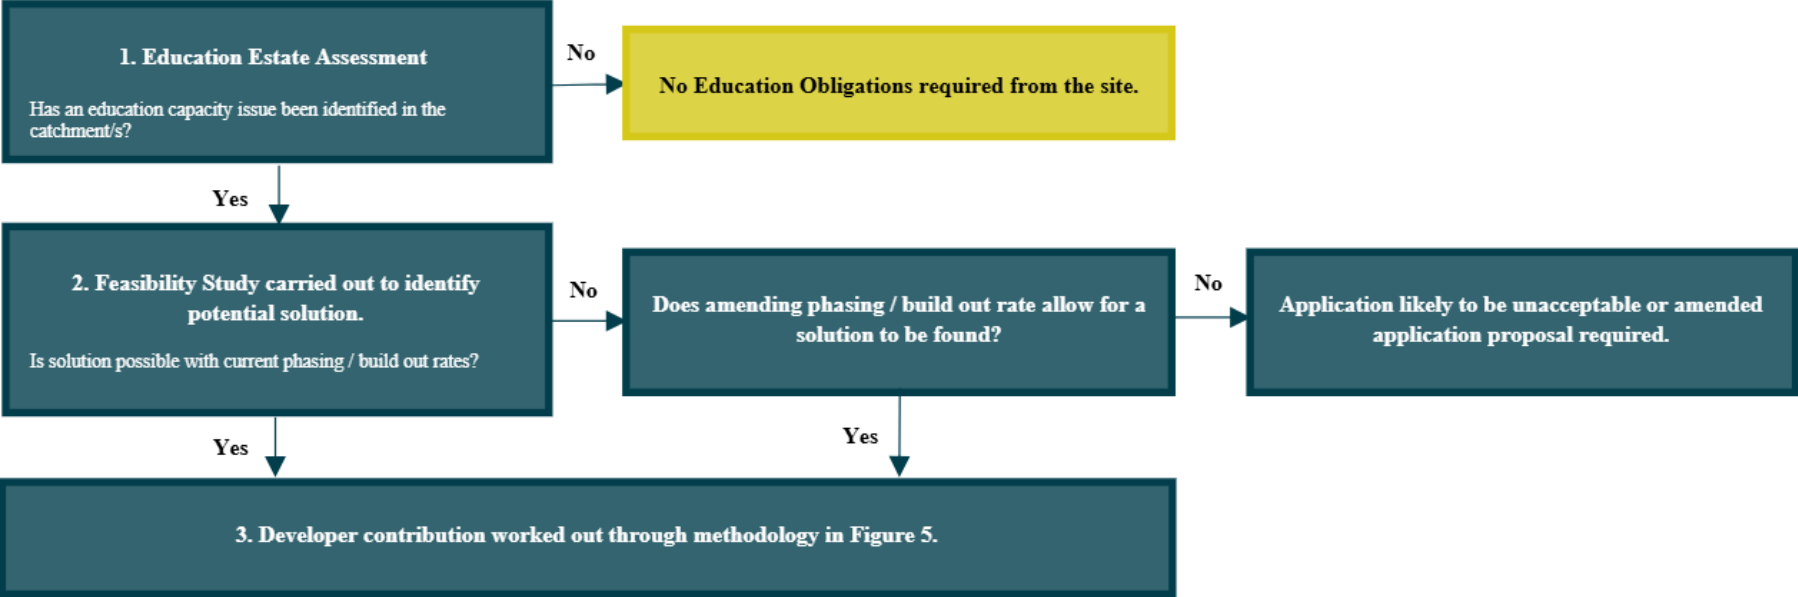 1. Education Estate Assessment
Has an education capacity issue been identified in the
catchment/s?
No
No Education Obligations required from the site.
Yes
2. Feasibility Study carried out to identify
potential solution.
Is solution possible with current phasing / build out rates?
No
Does amending phasing / build out rate allow for a
solution to be found?
No
Application likely to be unacceptable or amended
application proposal required.
Yes
Yes
3. Developer contribution worked out through methodology in Figure 5.